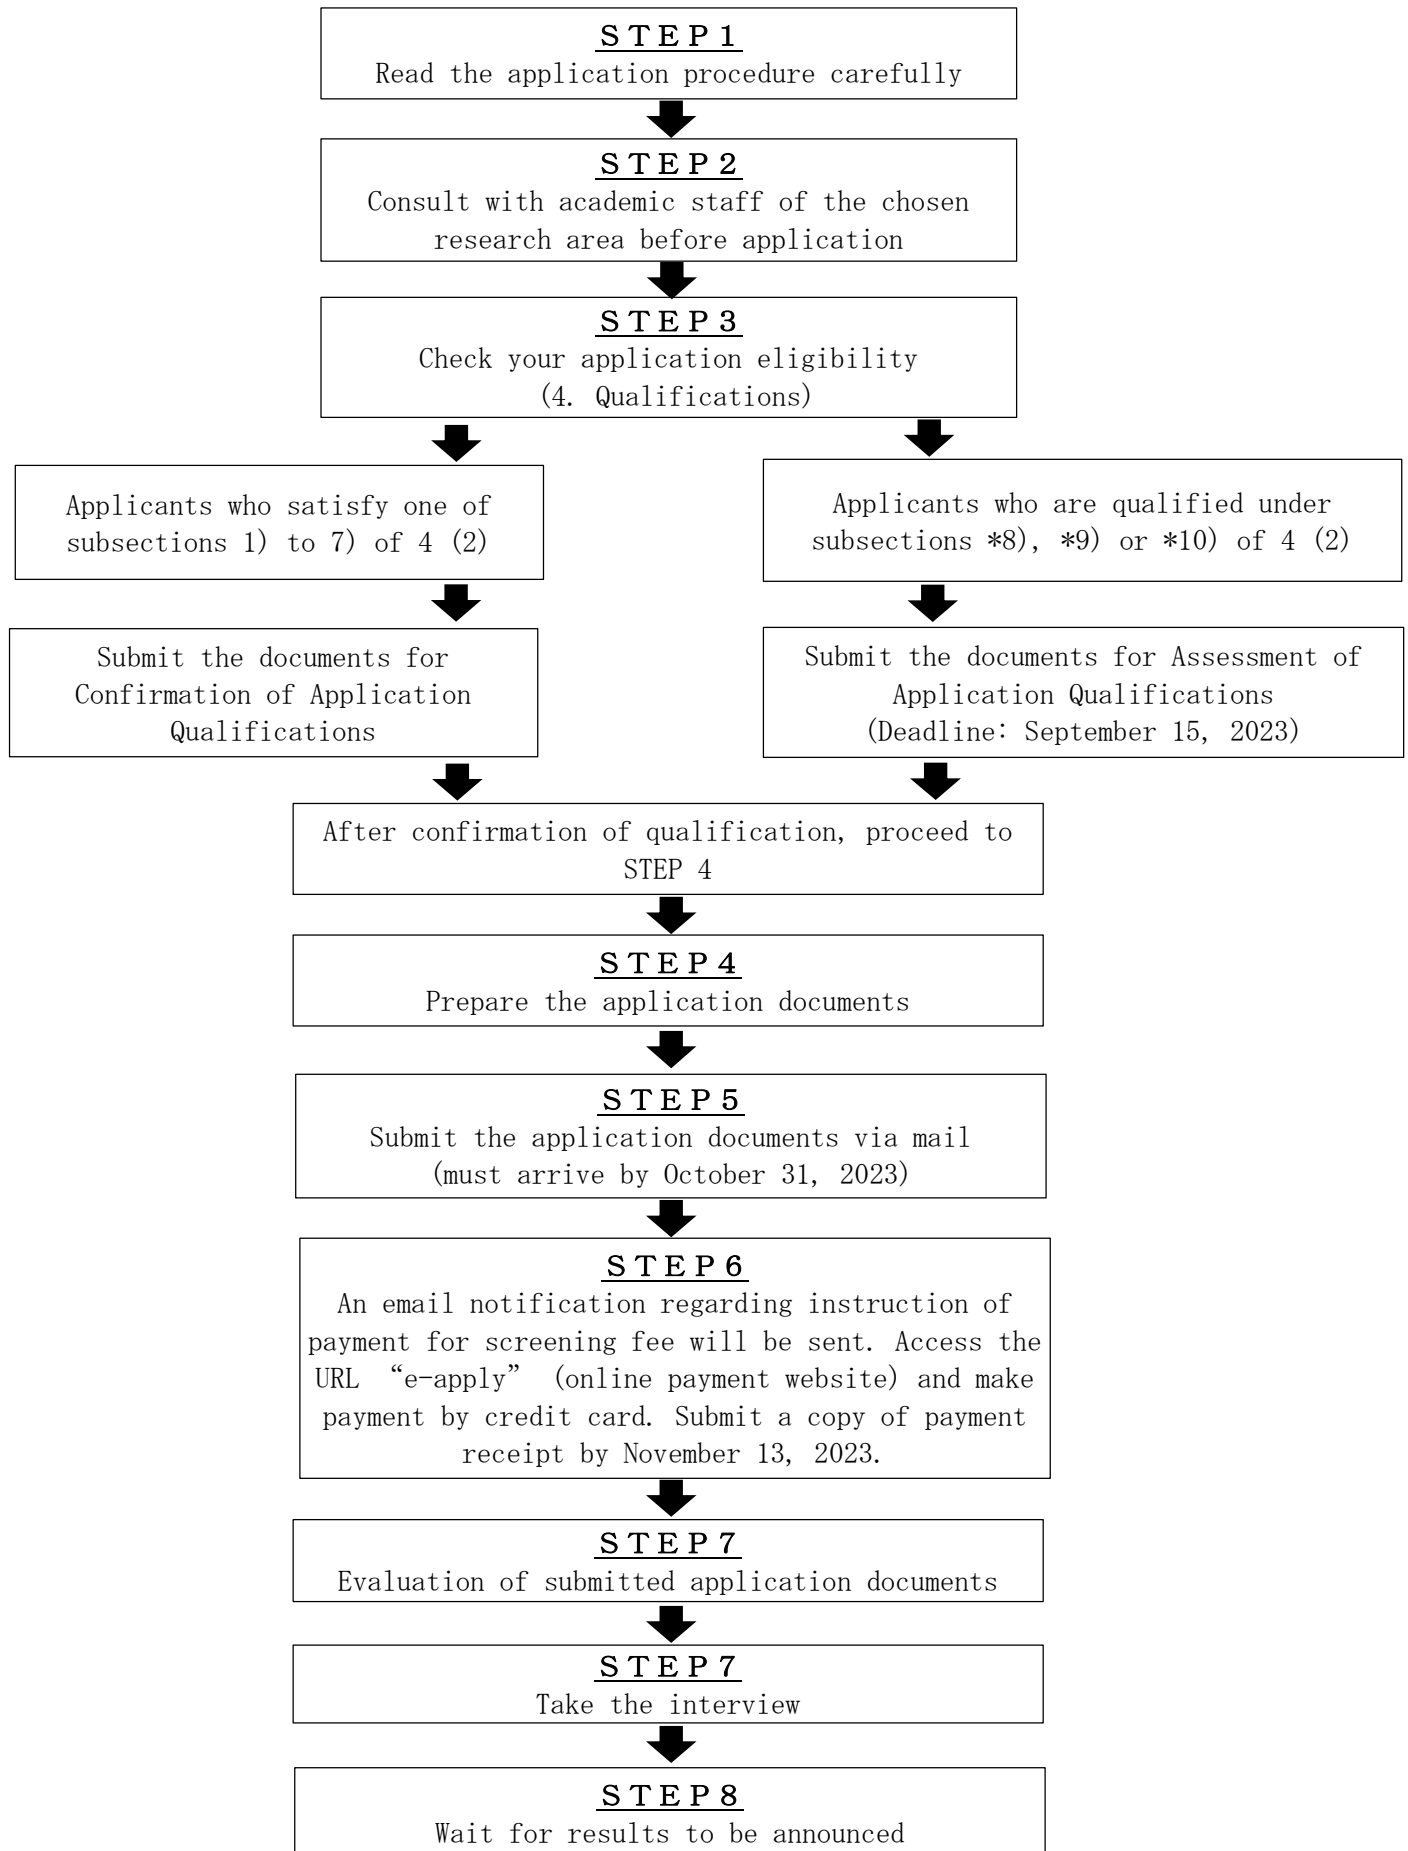 STEP1
Read the application procedure carefully
STEP2
Consult with academic staff of the chosen
research area before application
STEP3
Check your application eligibility
(4. Qualifications)
Applicants who satisfy one of
subsections 1) to 7) of 4 (2)
Applicants who are qualified under
subsections *8), *9) or *10) of 4 (2)
Submit the documents for
Confirmation of Application
Qualifications
Submit the documents for Assessment of
Application Qualifications
(Deadline: September 15, 2023)
After confirmation of qualification, proceed to
STEP 4
STEP4
Prepare the application documents
STEP5
Submit the application documents via mail
(must arrive by October 31, 2023)
STEP6
An email notification regarding instruction of
payment for screening fee will be sent. Access the
URL “e-apply” (online payment website) and make
payment by credit card. Submit a copy of payment
receipt by November 13, 2023.
STEP7
Evaluation of submitted application documents
STEP7
Take the interview
STEP8
Wait for results to be announced